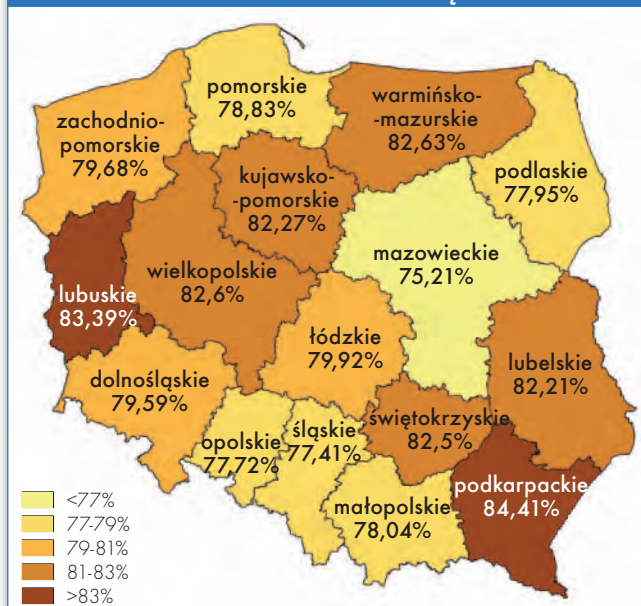 pomorskie
78,83%
warmińsko-
-mazurskie
82,63%
zachodnio-
pomorskie
79,68%
podlaskie
77,95%
kujawsko-
-pomorskie
82,27%
mazowieckie
75,21%
wielkopolskie
82,6%
lubuskie
83,39%
łódzkie
79,92%
lubelskie
82,21%
dolnośląskie
79,59%
świętokrzyskie
82,5%
opolskie
77,72%
śląskie
77,41%
małopolskie
78,04%
podkarpackie
84,41%
<77%
77-79%
79-81%
81-83%
>83%